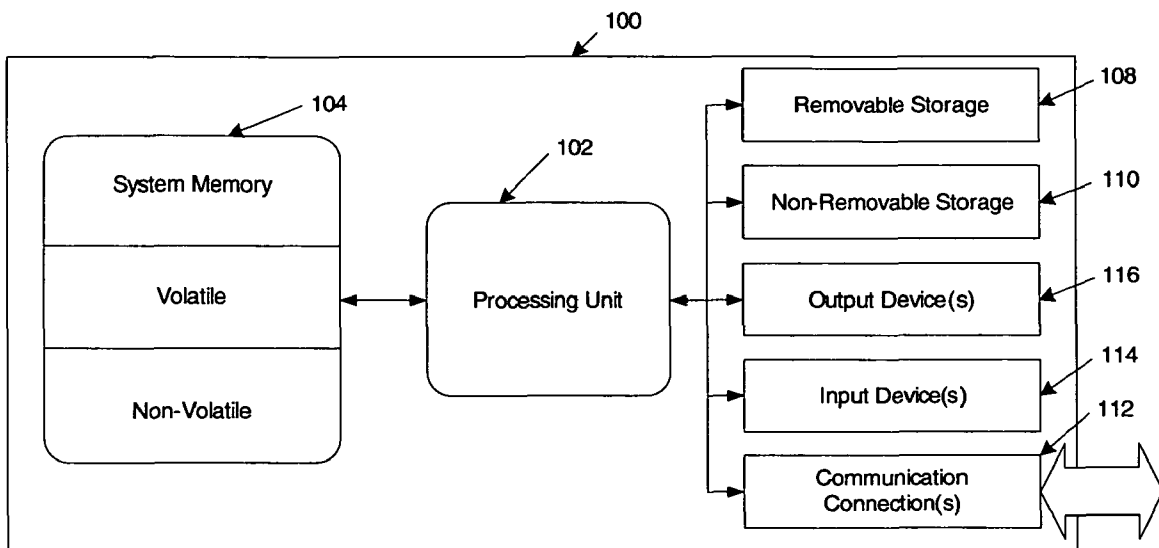 100
104
System Memory
Volatile
Non-Volatile
102
Processing Unit
108
Removable Storage
110
Non-Removable Storage
116
Output Device(s)
114
Input Device(s)
112
Communication
Connection(s)